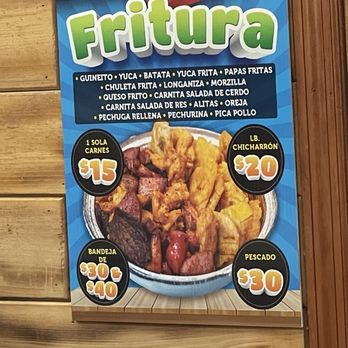 Fritura
• GUINEITO • YUCA • BATATA • YUCA FRITA • PAPAS FRITAS
• CHULETA FRITA • LONGANIZA • MORZILLA
• QUESO FRITO • CARNITA SALADA DE CERDO
• CARNITA SALADA DE RES • ALITAS • OREJA
• PECHUGA RELLENA • PECHURINA • PICA POLLO
1 SOLA
CARNES
$15
LB.
CHICHARRÓN
$20
BANDEJA
DE
$30 &
$40
PESCADO
$30